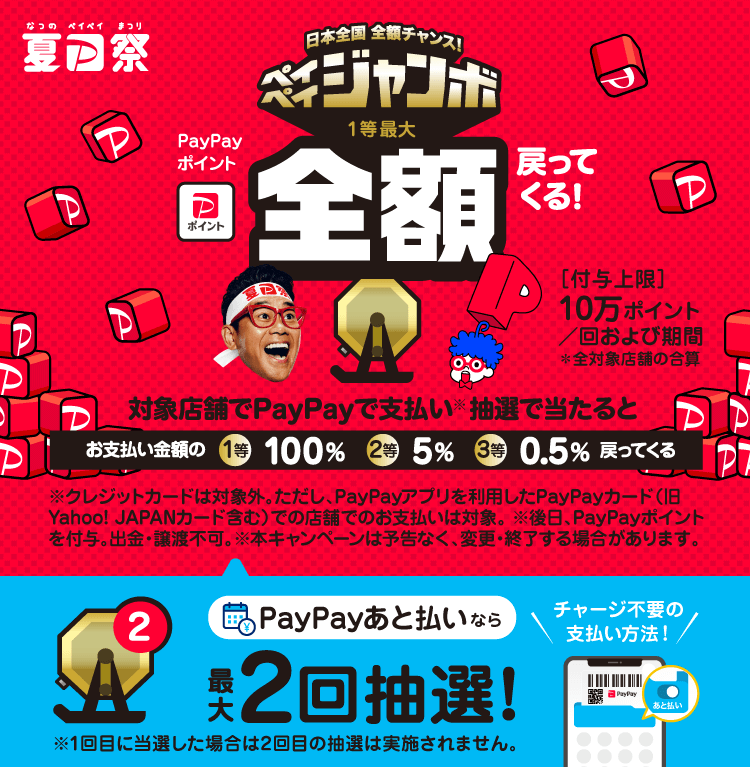 なつの ペイペイ まつり
夏PayPay祭
日本全国 全額チャンス!
ペイペイジャンボ
1等最大
PayPay
ポイント
P
ポイント
全額
戻って
くる!
夏P祭
[付与上限]
10万ポイント
/回および期間
※全対象店舗の合算
対象店舗でPayPayで支払い※抽選で当たると
お支払い金額の 1等 100% 2等 5% 3等 0.5% 戻ってくる
※クレジットカードは対象外。ただし、PayPayアプリを利用したPayPayカード(旧
Yahoo! JAPANカード含む)での店舗でのお支払いは対象。※後日、PayPayポイント
を付与。出金・譲渡不可。※本キャンペーンは予告なく、変更・終了する場合があります。
2
PayPayあと払いなら
最大2回抽選!
※1回目に当選した場合は2回目の抽選は実施されません。
チャージ不要の
支払い方法!
PayPay
あと払い